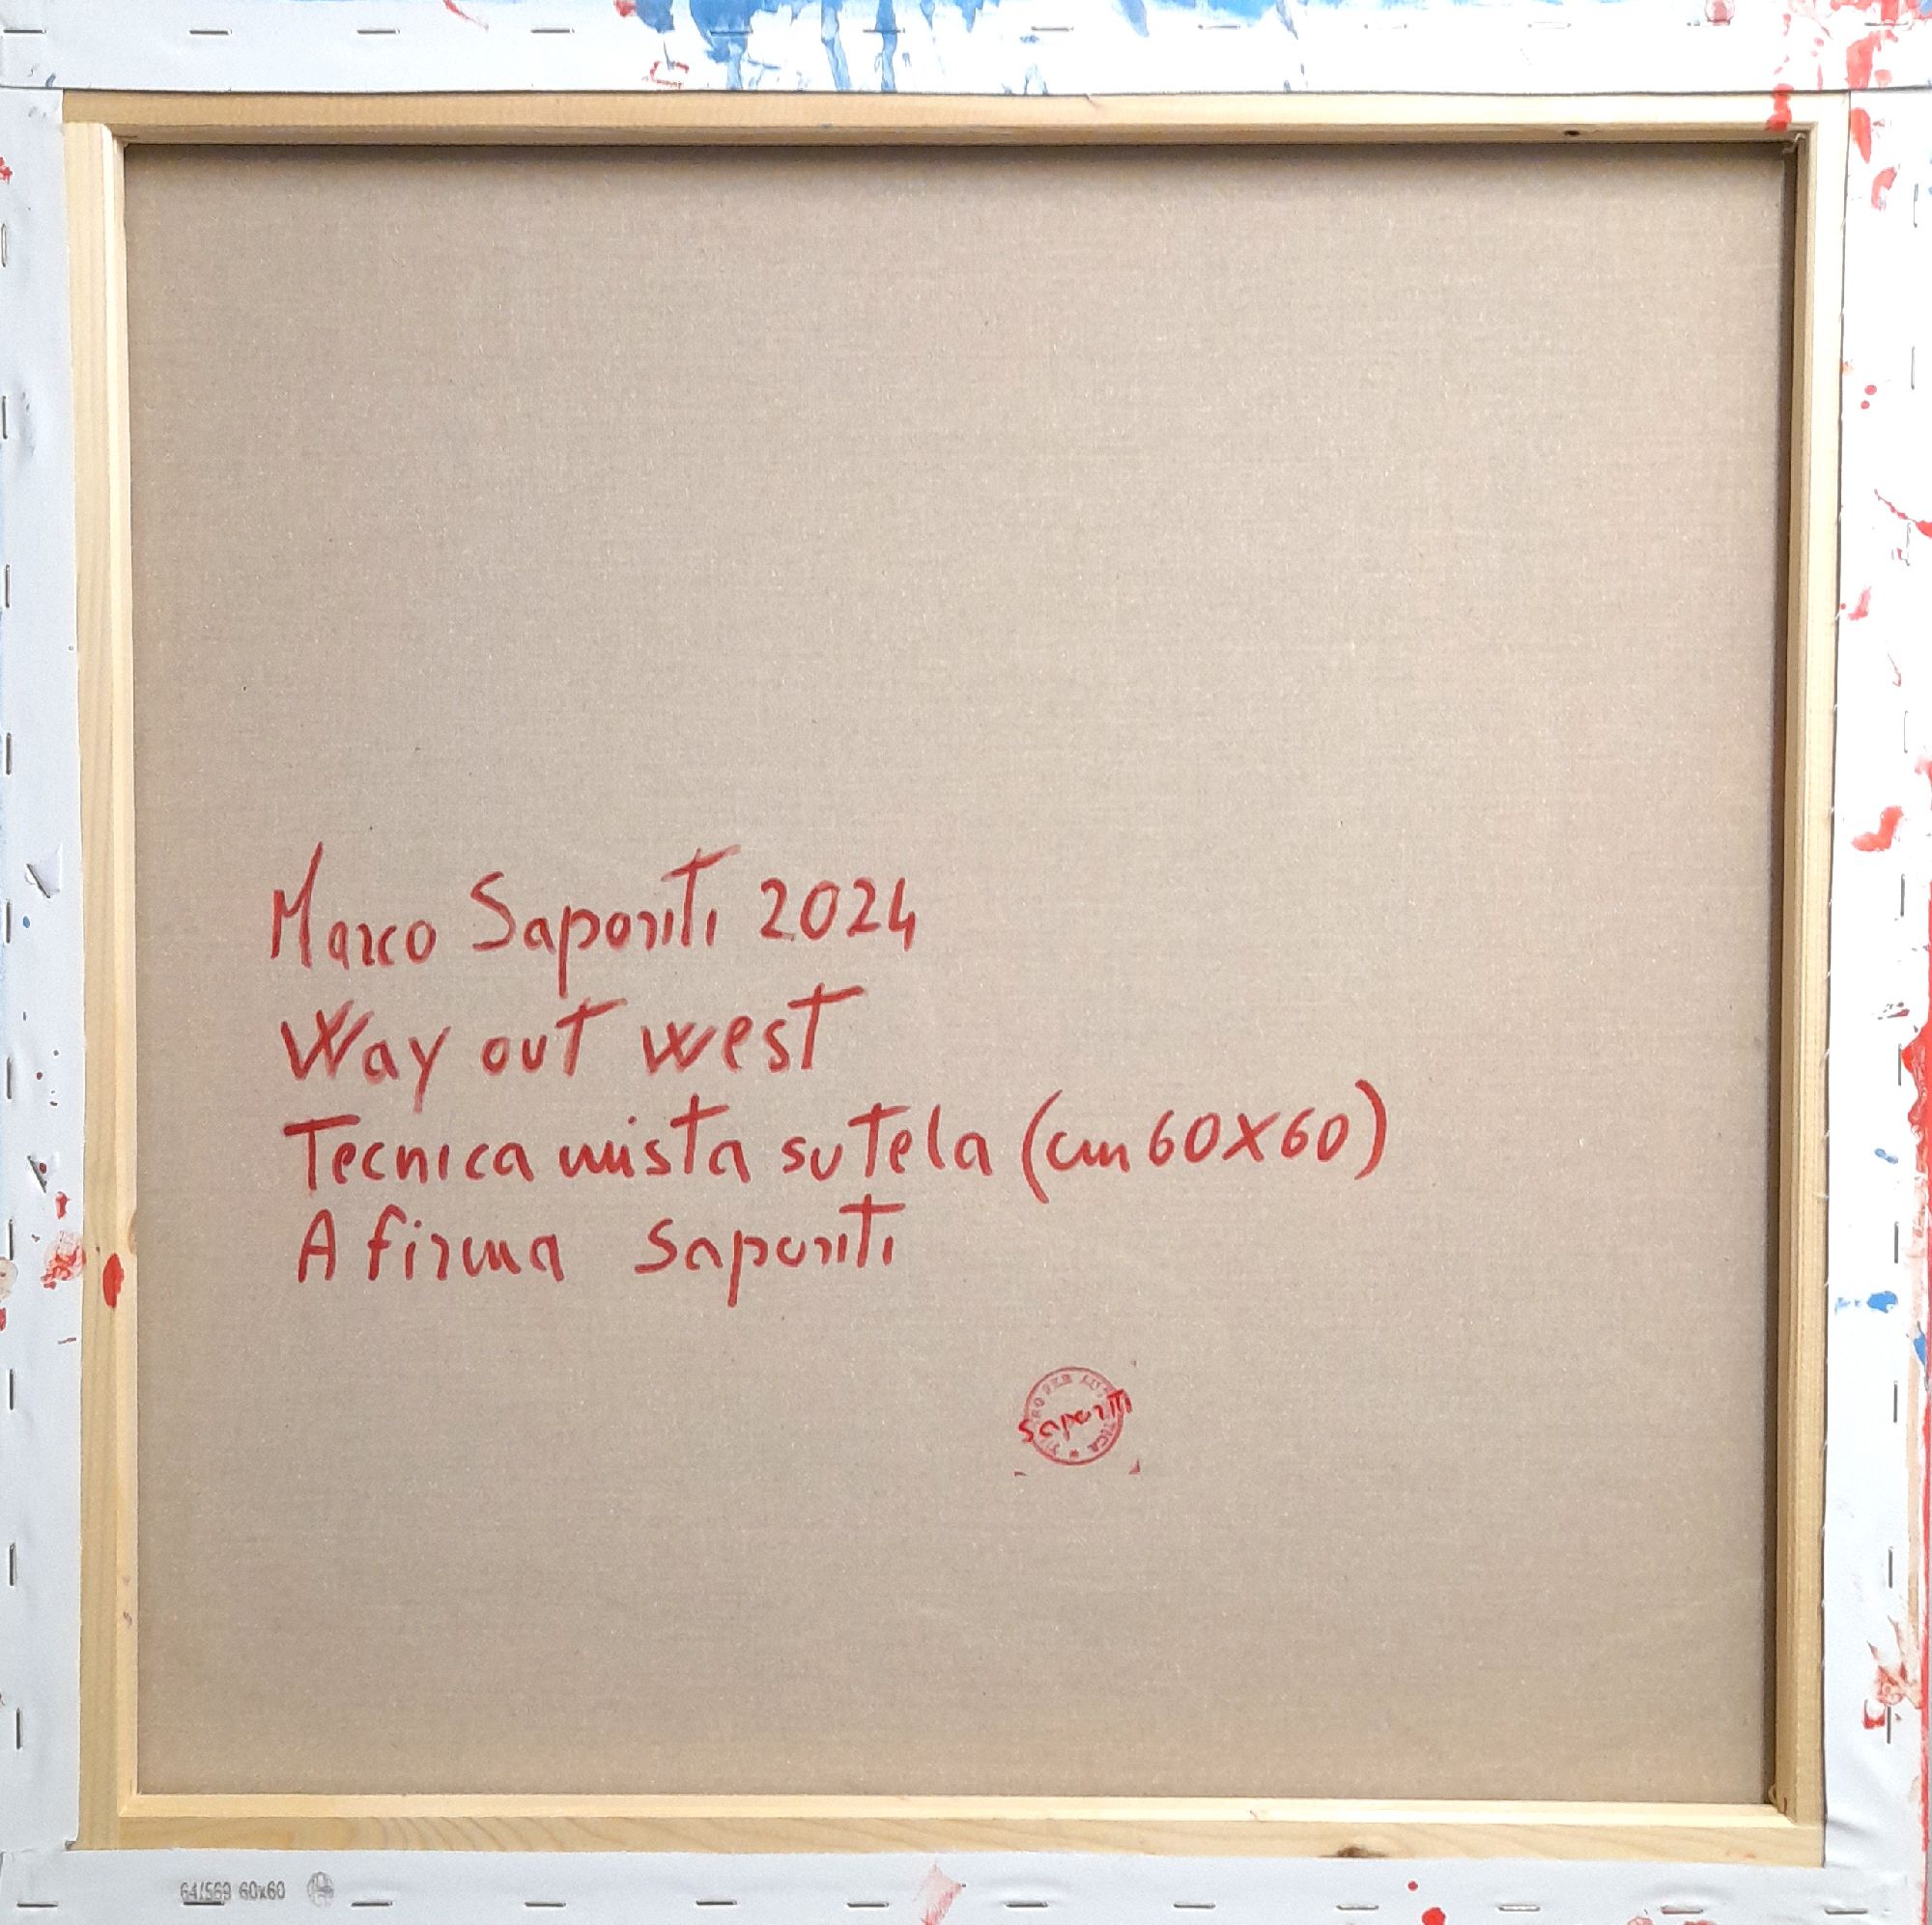 Marco Saporiti 2024
Way out west
Tecnica mista su tela (cm 60X60)
A firma Saporiti
Saporiti
64/569 60x60